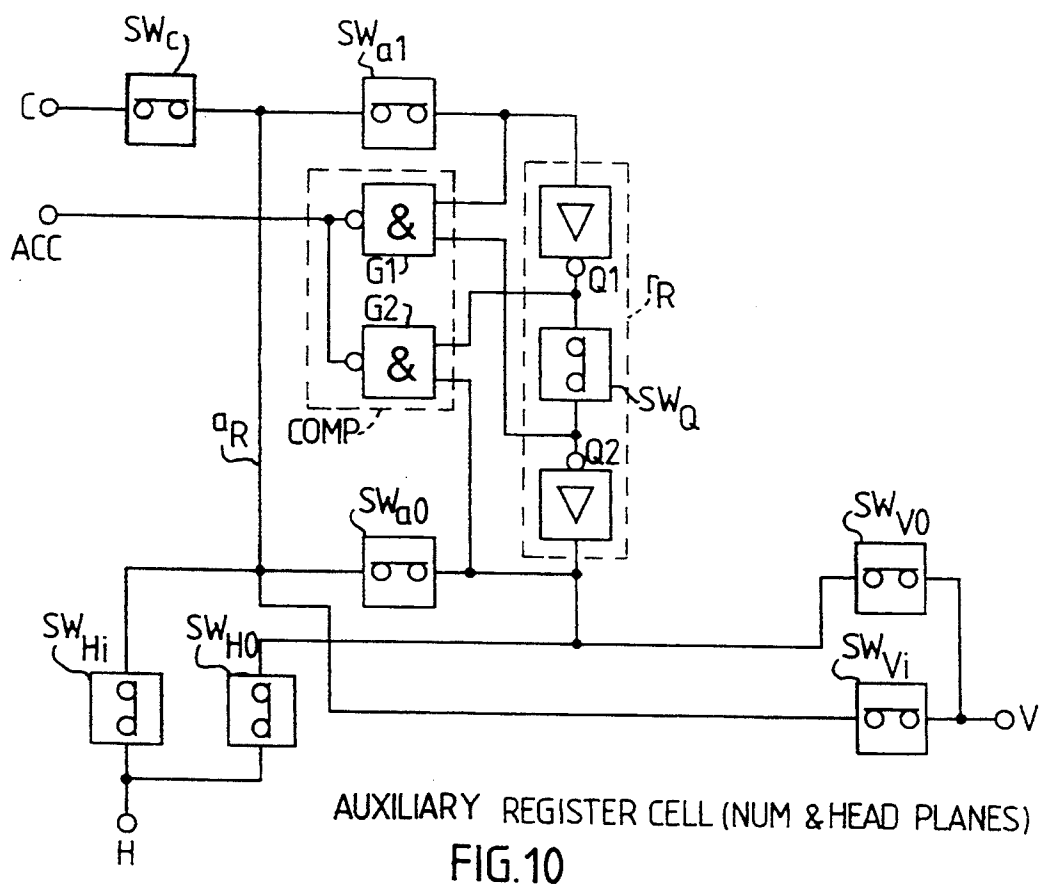 SWC
SWa1
C
ACC
&
G1
Q1
rR
G2
&
SWQ
COMP
aR
Q2
SWa0
SWV0
SWHi
SWH0
SWVi
V
H
AUXILIARY REGISTER CELL (NUM & HEAD PLANES)
FIG.10